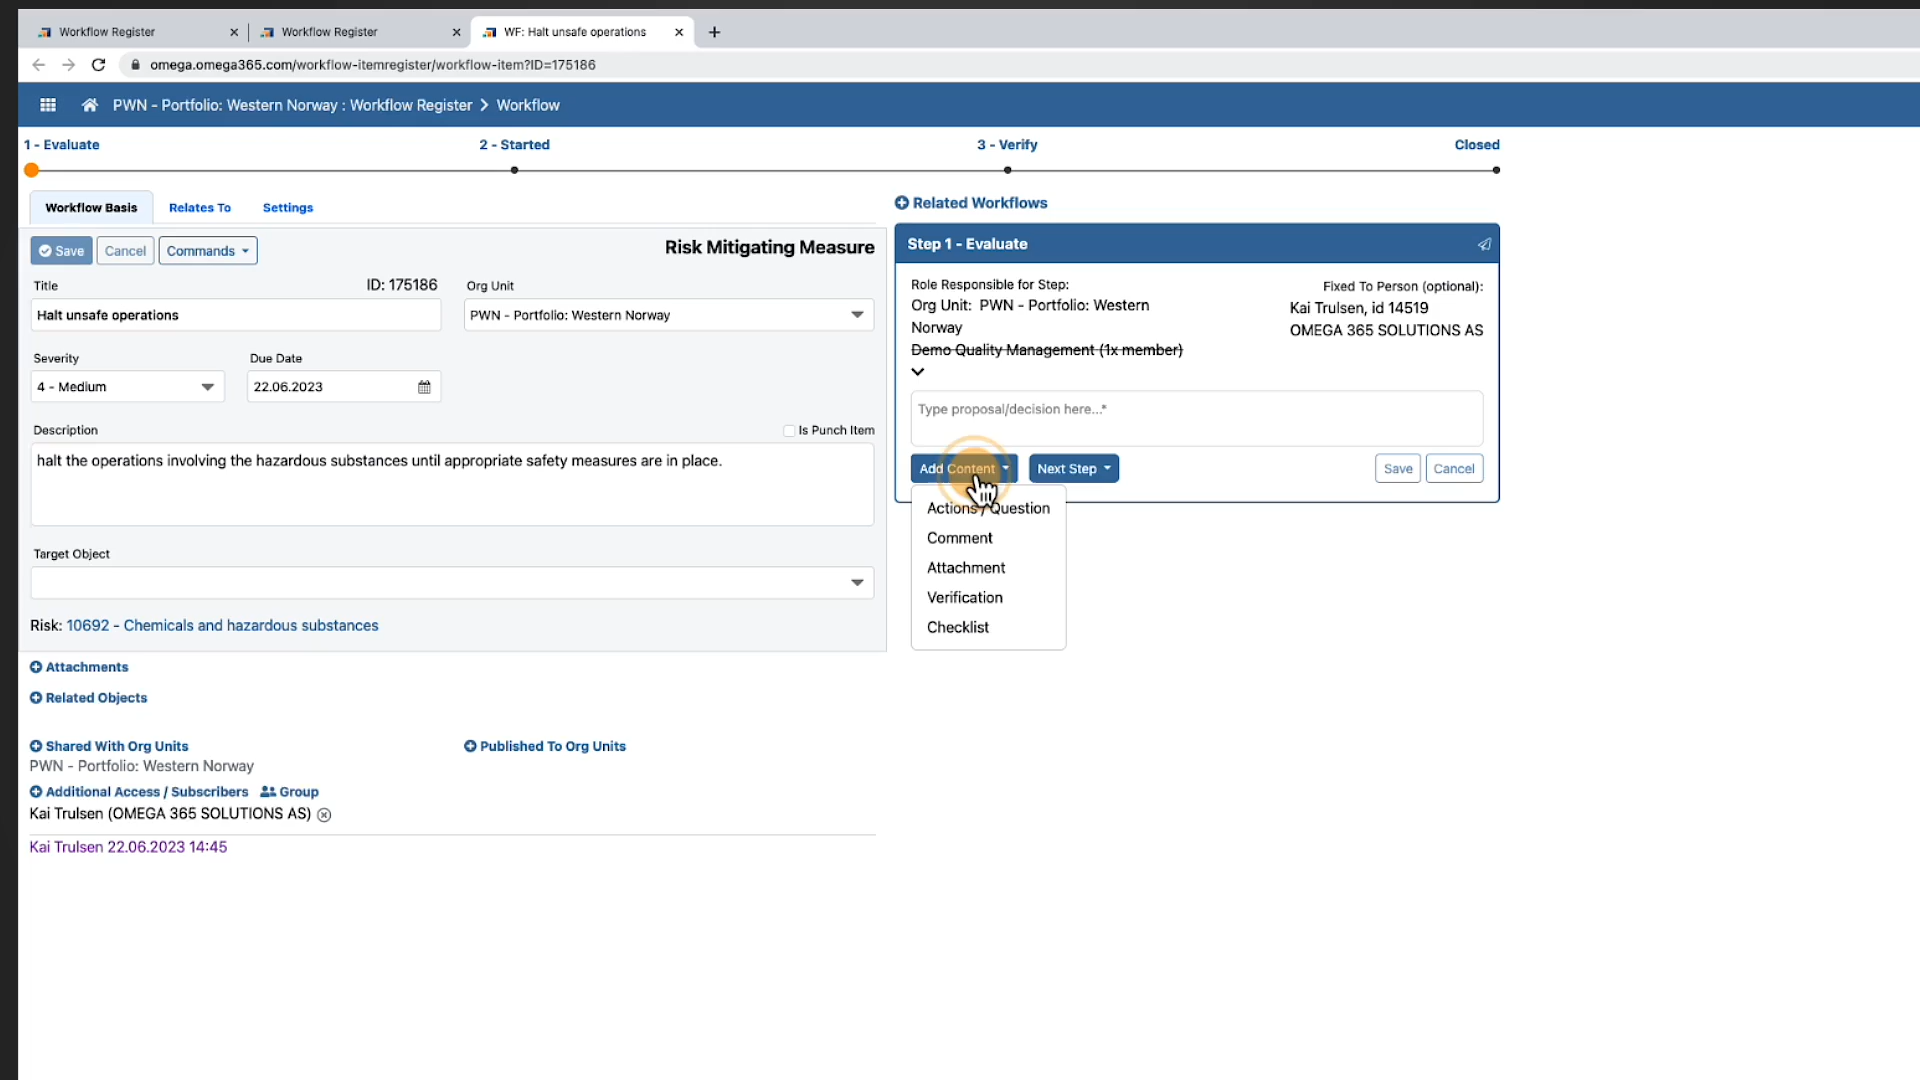 Workflow Register
Workflow Register
WF: Halt unsafe operations
omega.omega365.com/workflow-itemregister/workflow-item?ID=175186
PWN - Portfolio: Western Norway : Workflow Register > Workflow
1 - Evaluate
2 - Started
3 - Verify
Closed
Workflow Basis
Relates To
Settings
Save
Cancel
Commands
Risk Mitigating Measure
Title
ID: 175186
Halt unsafe operations
Org Unit
PWN - Portfolio: Western Norway
Severity
4 - Medium
Due Date
22.06.2023
Description
Is Punch Item
halt the operations involving the hazardous substances until appropriate safety measures are in place.
Target Object
Risk: 10692 - Chemicals and hazardous substances
Attachments
Related Objects
Shared With Org Units
PWN - Portfolio: Western Norway
Published To Org Units
Additional Access / Subscribers
Group
Kai Trulsen (OMEGA 365 SOLUTIONS AS)
Kai Trulsen 22.06.2023 14:45
Related Workflows
Step 1 - Evaluate
Role Responsible for Step:
Org Unit: PWN - Portfolio: Western
Norway
Demo Quality Management (1x member)
Fixed To Person (optional):
Kai Trulsen, id 14519
OMEGA 365 SOLUTIONS AS
Type proposal/decision here...*
Add Content
Next Step
Save
Cancel
Actions / Question
Comment
Attachment
Verification
Checklist